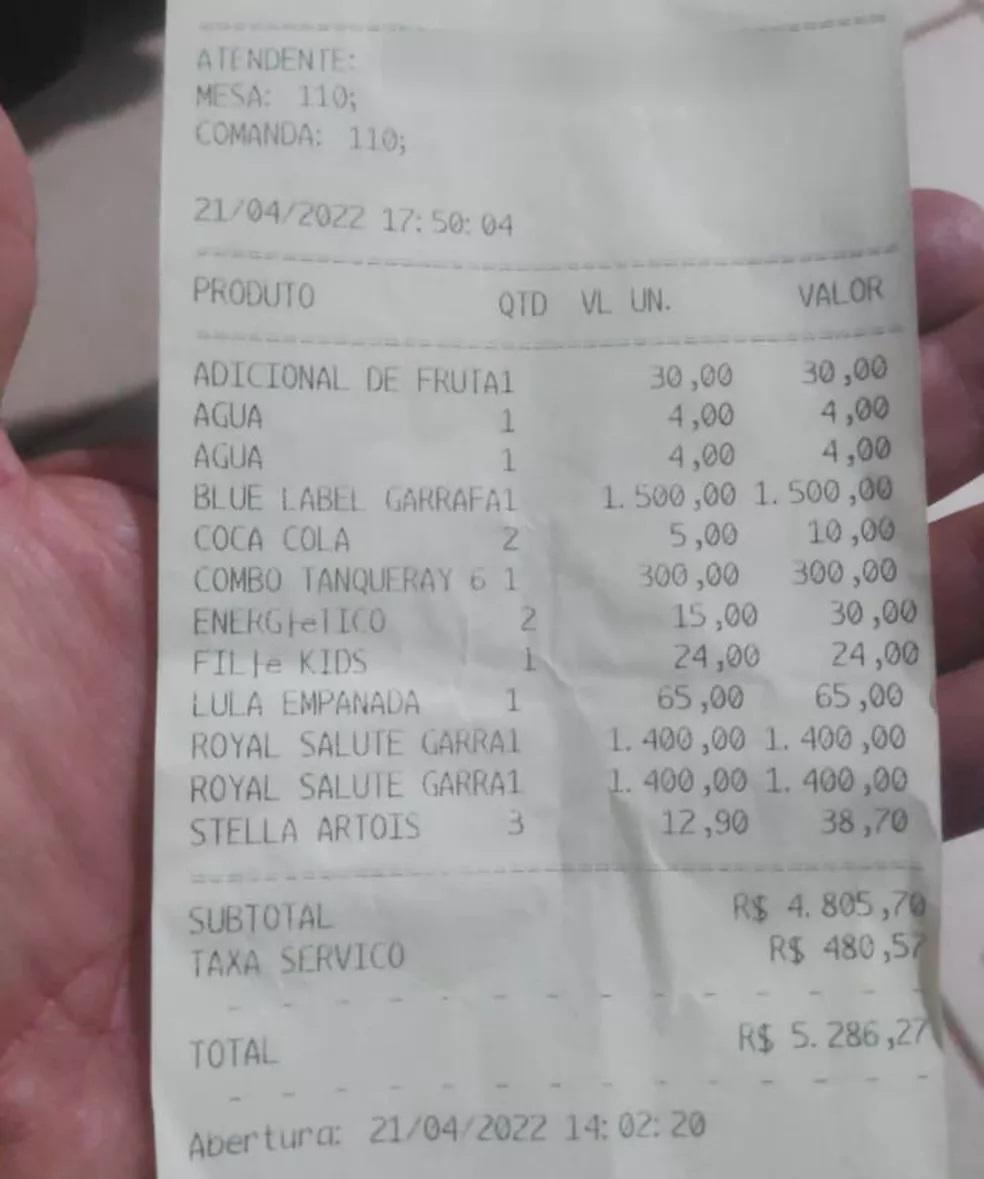 ATENDENTE:
MESA: 110;
COMANDA: 110;
21/04/2022 17:50:04
PRODUTO QTD VL UN. VALOR
ADICIONAL DE FRUTA1 30,00 30,00
AGUA 1 4,00 4,00
AGUA 1 4,00 4,00
BLUE LABEL GARRAFA1 1.500,00 1.500,00
COCA COLA 2 5,00 10,00
COMBO TANQUERAY 6 1 300,00 300,00
ENERG├eTICO 2 15,00 30,00
FIL├e KIDS 1 24,00 24,00
LULA EMPANADA 1 65,00 65,00
ROYAL SALUTE GARRA1 1.400,00 1.400,00
ROYAL SALUTE GARRA1 1.400,00 1.400,00
STELLA ARTOIS 3 12,90 38,70
SUBTOTAL R$ 4.805,70
TAXA SERVICO R$ 480,57
TOTAL R$ 5.286,27
Abertura: 21/04/2022 14:02:20